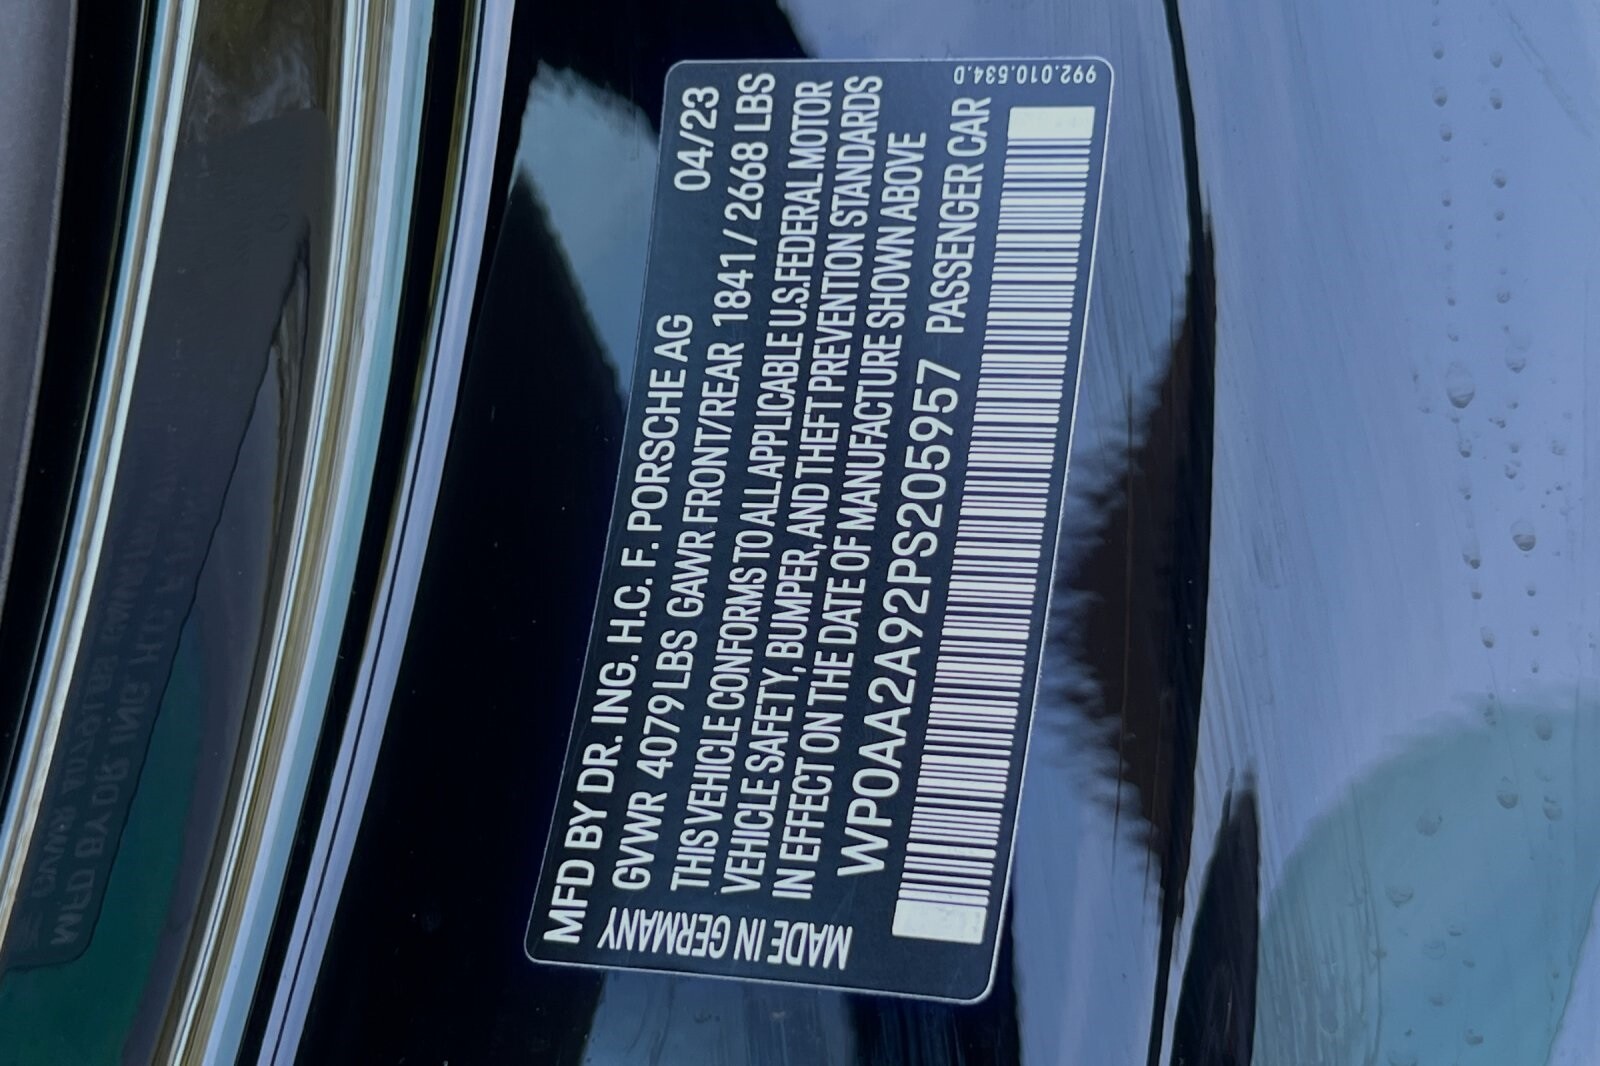 MFD BY DR. ING. H.C. F. PORSCHE AG 04/23
GVWR 4079 LBS GAWR FRONT/REAR 1841 / 2668 LBS
THIS VEHICLE CONFORMS TO ALL APPLICABLE U.S. FEDERAL MOTOR
VEHICLE SAFETY, BUMPER, AND THEFT PREVENTION STANDARDS
IN EFFECT ON THE DATE OF MANUFACTURE SHOWN ABOVE
WP0AA2A92PS205957 PASSENGER CAR
MADE IN GERMANY
992.010.534.D